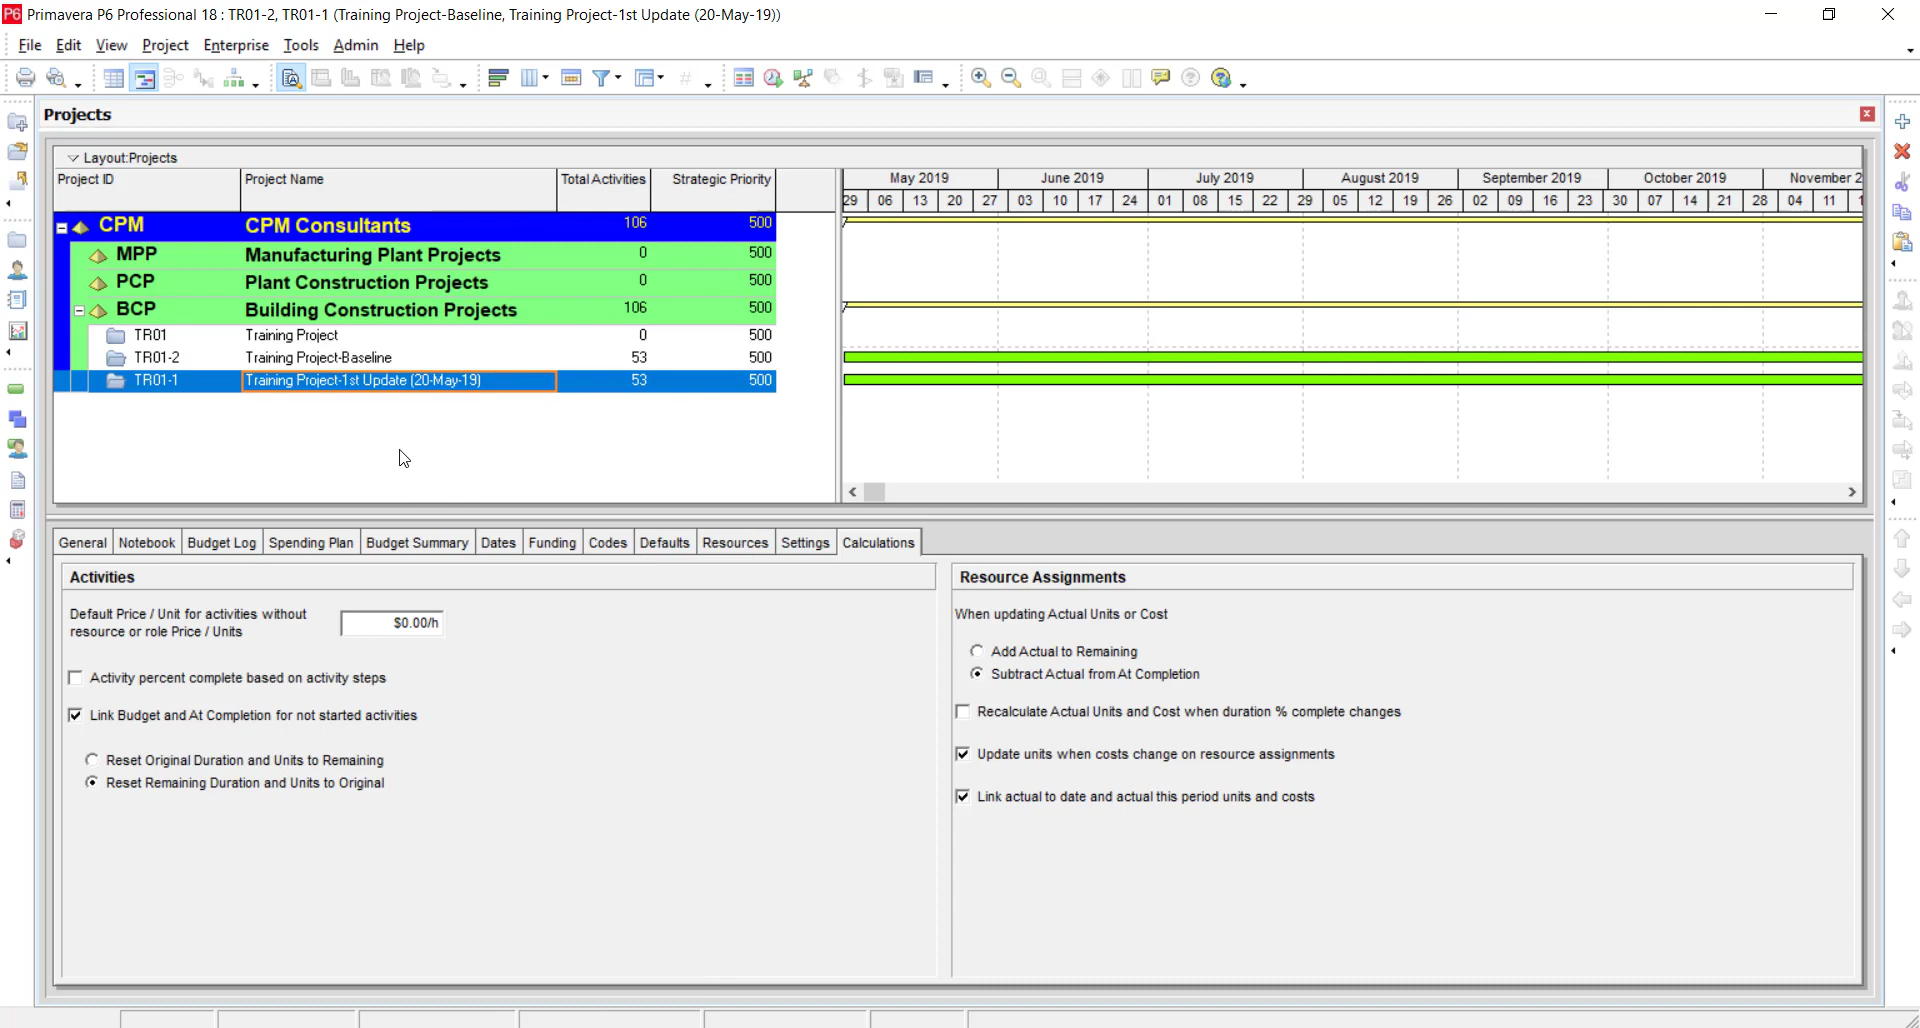 P6 Primavera P6 Professional 18 : TR01-2, TR01-1 (Training Project-Baseline, Training Project-1st Update (20-May-19))
File Edit View Project Enterprise Tools Admin Help
Projects
Layout:Projects
Project ID Project Name Total Activities Strategic Priority
May 2019 June 2019 July 2019 August 2019 September 2019 October 2019 November 2
29 06 13 20 27 03 10 17 24 01 08 15 22 29 05 12 19 26 02 09 16 23 30 07 14 21 28 04 11 1
CPM CPM Consultants 106 500
MPP Manufacturing Plant Projects 0 500
PCP Plant Construction Projects 0 500
BCP Building Construction Projects 106 500
TR01 Training Project 0 500
TR01-2 Training Project-Baseline 53 500
TR01-1 Training Project-1st Update (20-May-19) 53 500
General Notebook Budget Log Spending Plan Budget Summary Dates Funding Codes Defaults Resources Settings Calculations
Activities
Default Price / Unit for activities without
resource or role Price / Units
$0.00/h
Activity percent complete based on activity steps
Link Budget and At Completion for not started activities
Reset Original Duration and Units to Remaining
Reset Remaining Duration and Units to Original
Resource Assignments
When updating Actual Units or Cost
Add Actual to Remaining
Subtract Actual from At Completion
Recalculate Actual Units and Cost when duration % complete changes
Update units when costs change on resource assignments
Link actual to date and actual this period units and costs